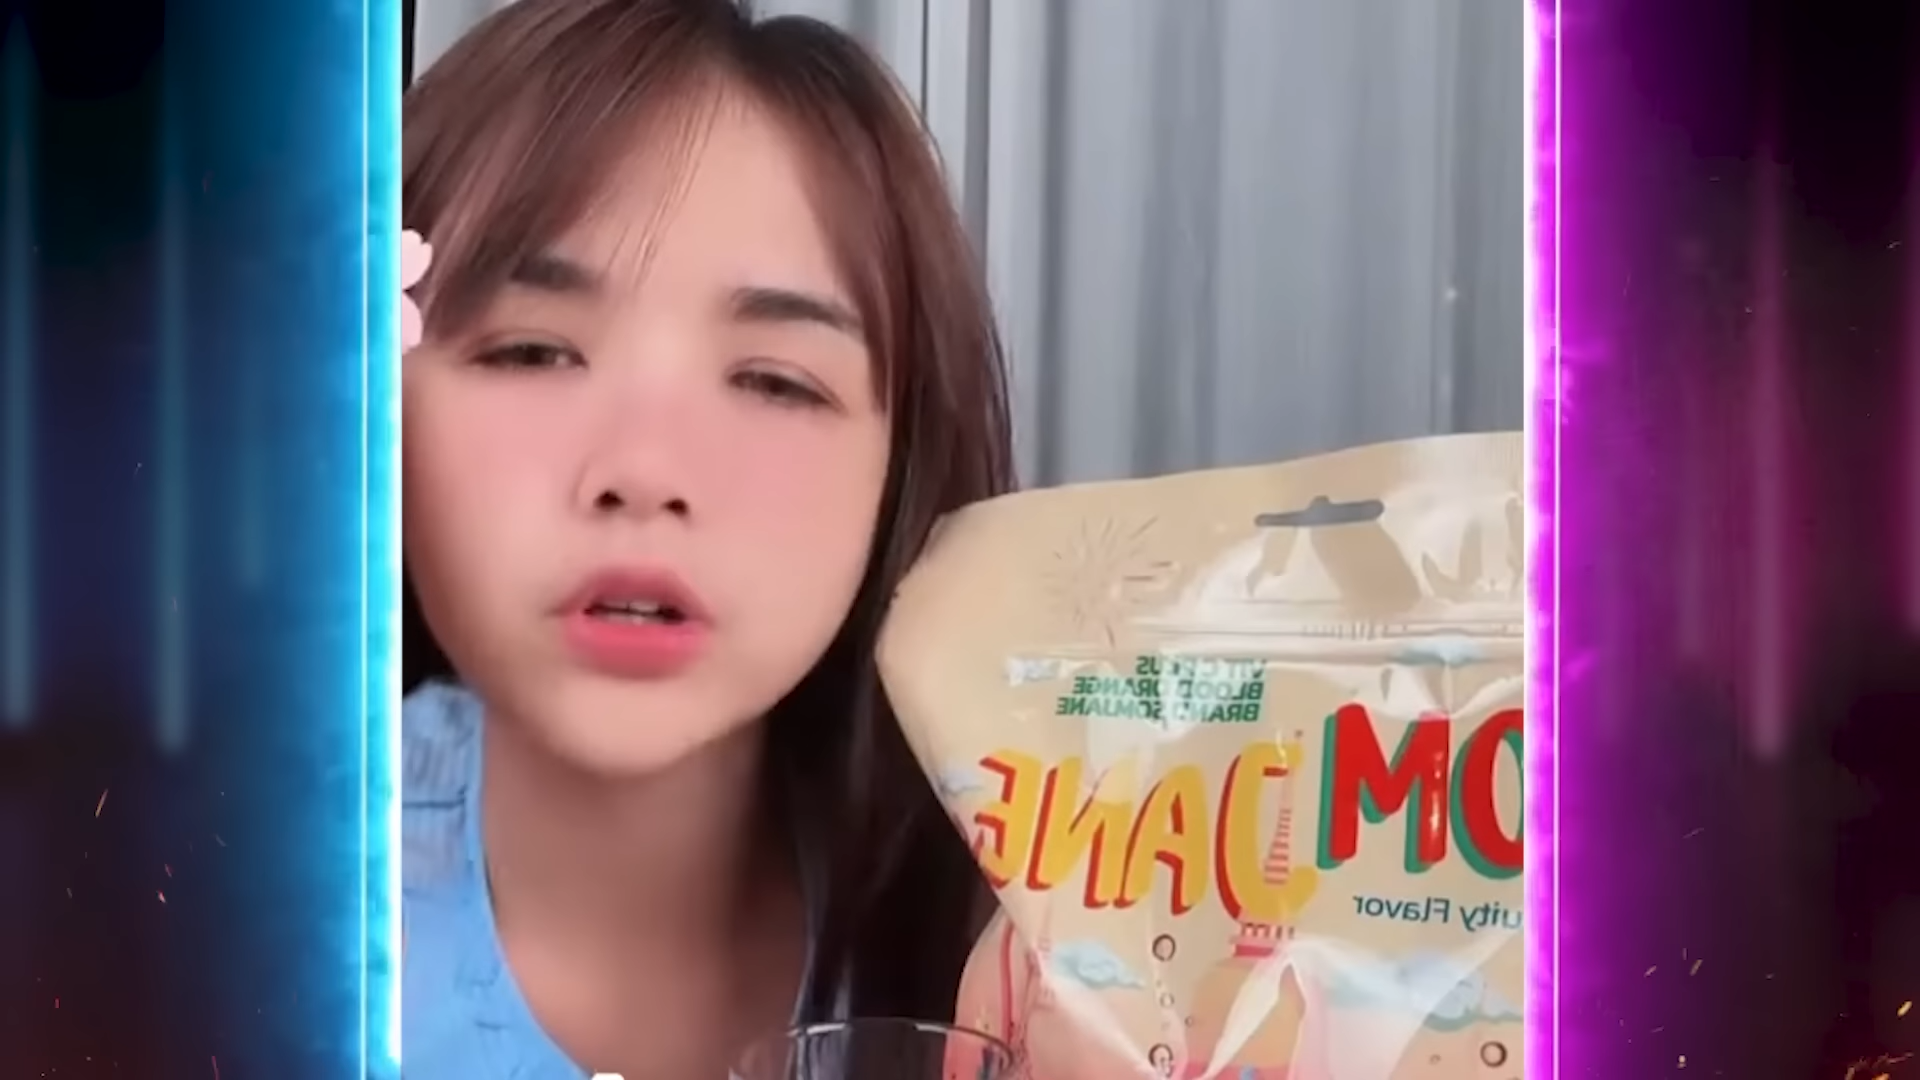 VIT C PLUS
BLOOD ORANGE
BRAND SOMJANE
OM JANE
uity Flavor